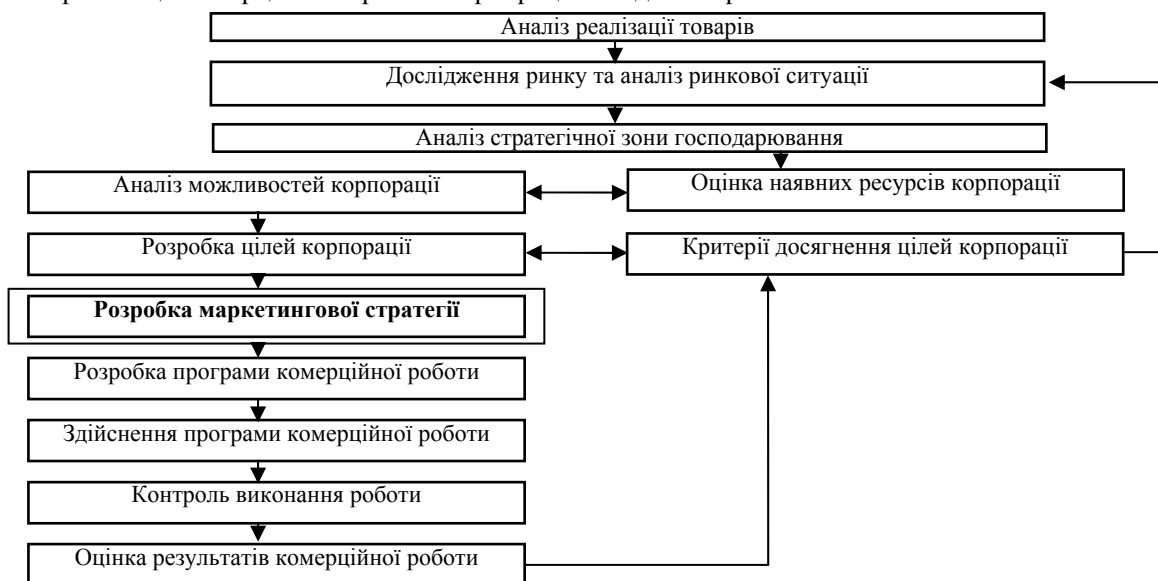 Аналіз реалізації товарів
Дослідження ринку та аналіз ринкової ситуації
Аналіз стратегічної зони господарювання
Аналіз можливостей корпорації
Оцінка наявних ресурсів корпорації
Розробка цілей корпорації
Критерії досягнення цілей корпорації
Розробка маркетингової стратегії
Розробка програми комерційної роботи
Здійснення програми комерційної роботи
Контроль виконання роботи
Оцінка результатів комерційної роботи